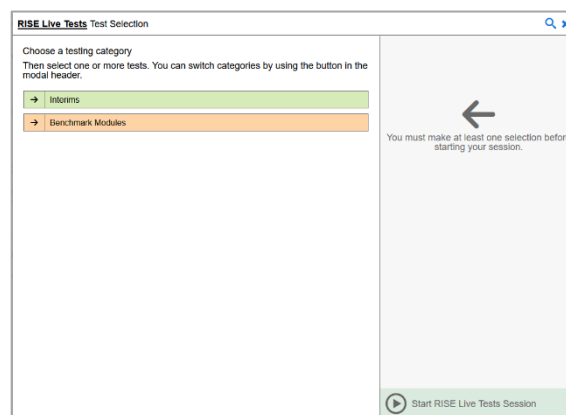 RISE Live Tests Test Selection
Choose a testing category
Then select one or more tests. You can switch categories by using the button in the
modal header.
Interims
Benchmark Modules
You must make at least one selection before
starting your session.
Start RISE Live Tests Session